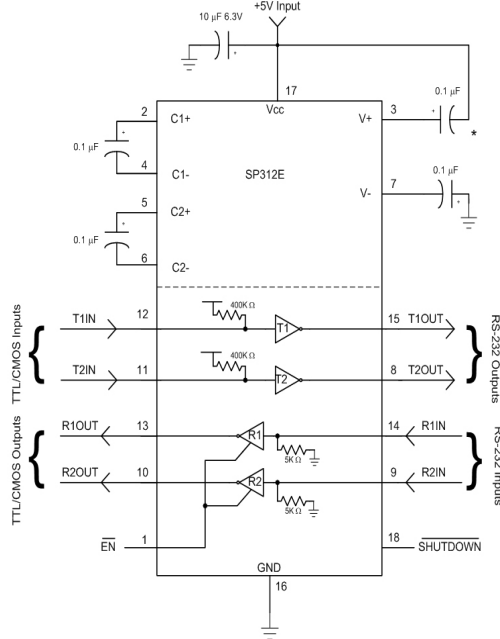 +5V Input
10 µF 6.3V
17
Vcc
0.1 µF
2
C1+
V+
3
*
0.1 µF
4
C1-
SP312E
0.1 µF
V-
7
5
C2+
0.1 µF
6
C2-
400K Ω
T1IN
12
T1
15
T1OUT
400K Ω
T2IN
11
T2
8
T2OUT
TTL/CMOS Inputs
RS-232 Outputs
R1OUT
13
R1
14
R1IN
5K Ω
R2OUT
10
R2
9
R2IN
5K Ω
TTL/CMOS Outputs
RS-232 Inputs
EN
1
18
SHUTDOWN
GND
16